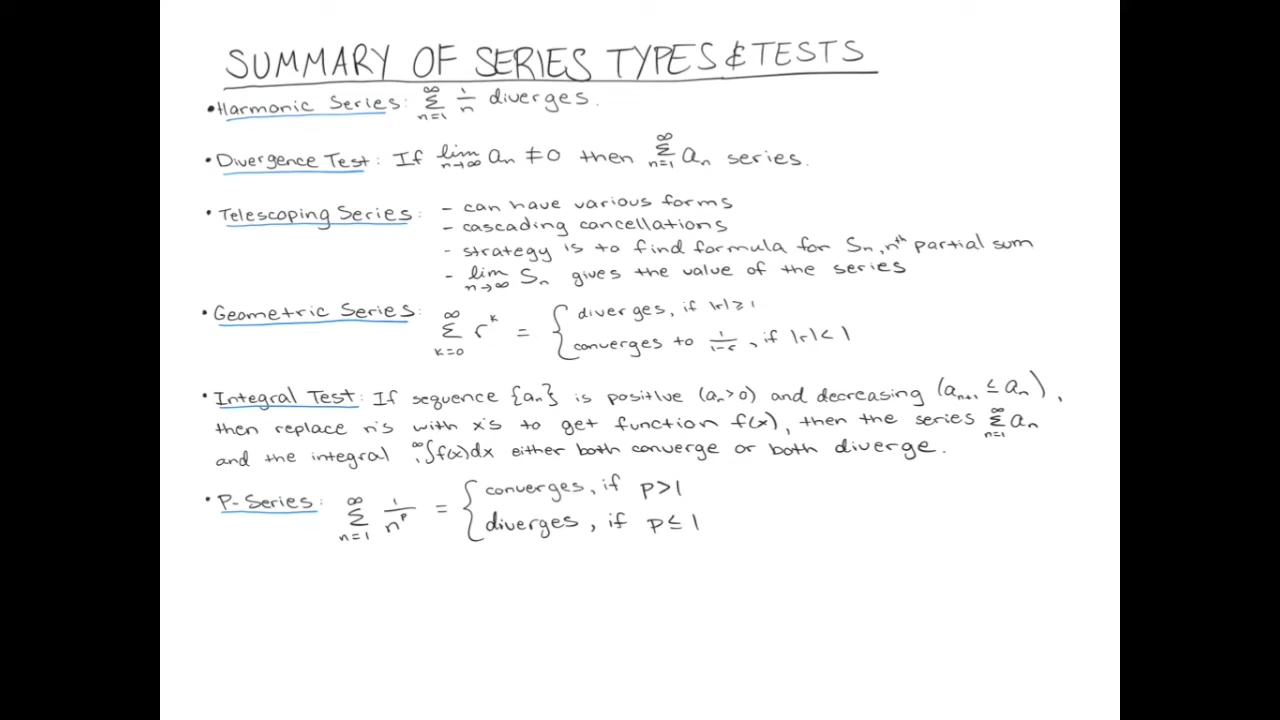 SUMMARY OF SERIES TYPES & TESTS
• Harmonic Series: ∞ Σ n=1 1/n diverges.
• Divergence Test: If lim n→∞ an ≠ 0 then ∞ Σ n=1 an series.
• Telescoping Series: - can have various forms
- cascading cancellations
- strategy is to find formula for Sn, nth partial sum
- lim n→∞ Sn gives the value of the series
• Geometric Series: ∞ Σ k=0 r^k = { diverges, if |r| ≥ 1
converges to 1/1-r, if |r| < 1
• Integral Test: If sequence {an} is positive (an>0) and decreasing (an+1 ≤ an),
then replace n's with x's to get function f(x), then the series ∞ Σ n=1 an
and the integral ∞ 1 ∫f(x)dx either both converge or both diverge.
• P-Series: ∞ Σ n=1 1/n^p = { converges, if p>1
diverges, if p ≤ 1